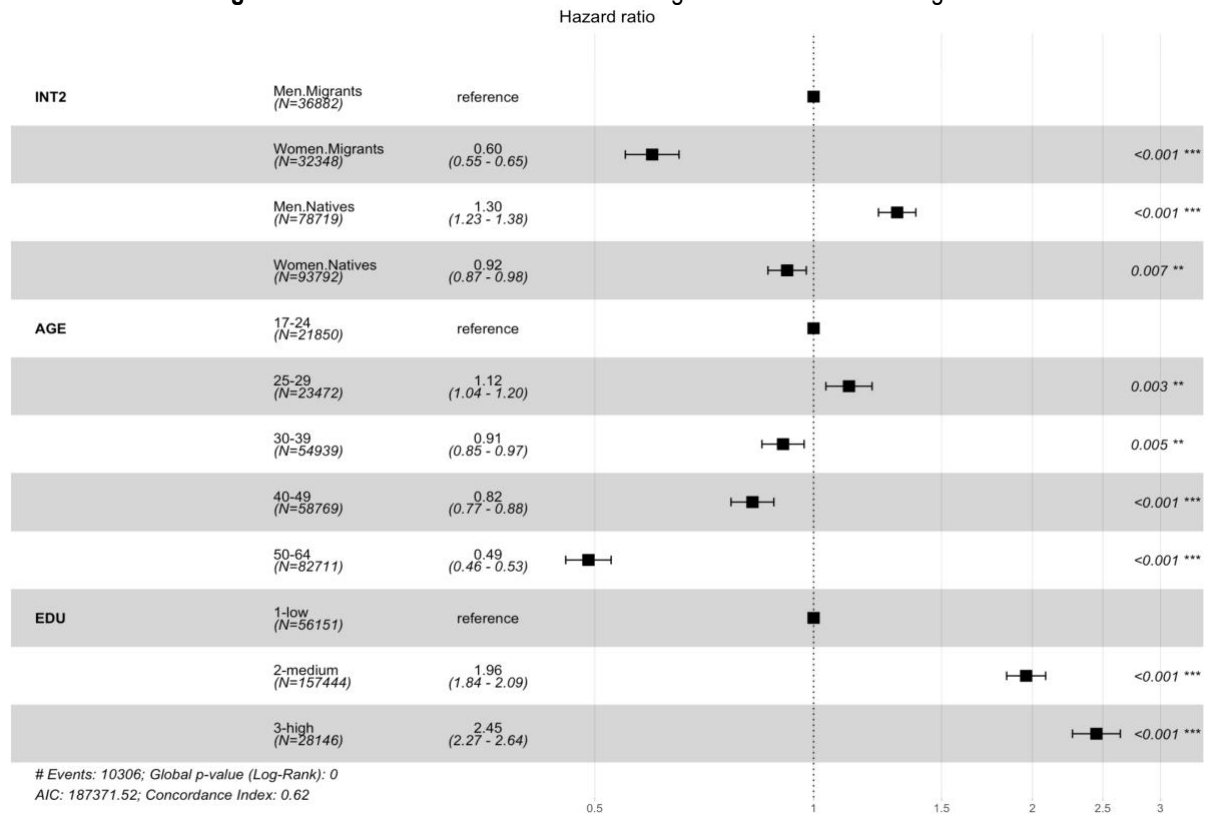 Hazard ratio
INT2 Men.Migrants (N=36882) reference
Women.Migrants (N=32348) 0.60 (0.55 - 0.65) <0.001 ***
Men.Natives (N=78719) 1.30 (1.23 - 1.38) <0.001 ***
Women.Natives (N=93792) 0.92 (0.87 - 0.98) 0.007 **
AGE 17-24 (N=21850) reference
25-29 (N=23472) 1.12 (1.04 - 1.20) 0.003 **
30-39 (N=54939) 0.91 (0.85 - 0.97) 0.005 **
40-49 (N=58769) 0.82 (0.77 - 0.88) <0.001 ***
50-64 (N=82711) 0.49 (0.46 - 0.53) <0.001 ***
EDU 1-low (N=56151) reference
2-medium (N=157444) 1.96 (1.84 - 2.09) <0.001 ***
3-high (N=28146) 2.45 (2.27 - 2.64) <0.001 ***
# Events: 10306; Global p-value (Log-Rank): 0
AIC: 187371.52; Concordance Index: 0.62
0.5 1 1.5 2 2.5 3